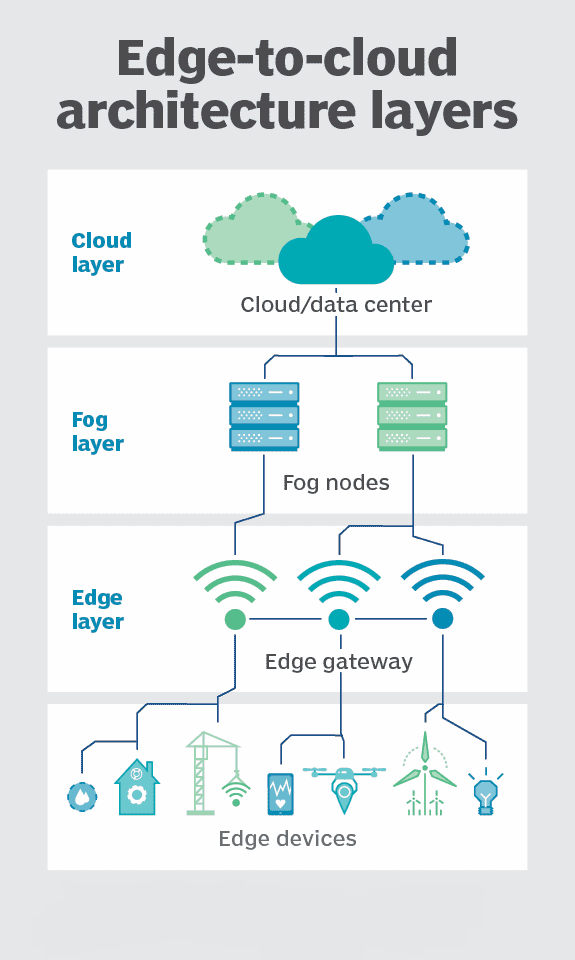 Edge-to-cloud
architecture layers
Cloud
layer
Cloud/data center
Fog
layer
Fog nodes
Edge
layer
Edge gateway
Edge devices